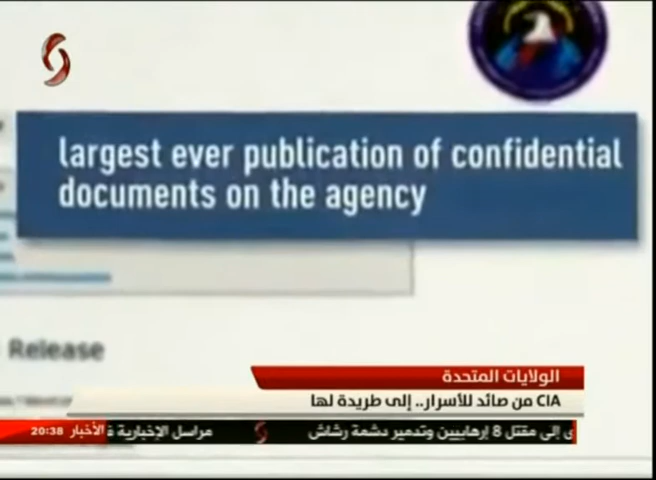 largest ever publication of confidential
documents on the agency
Release
الولايات المتحدة
CIA من صائد للأسرار.. إلى طريدة لها
ى إلى مقتل 8 إرهابيين وتدمير دشمة رشاش
مراسل الإخبارية
الأخبار 20:38